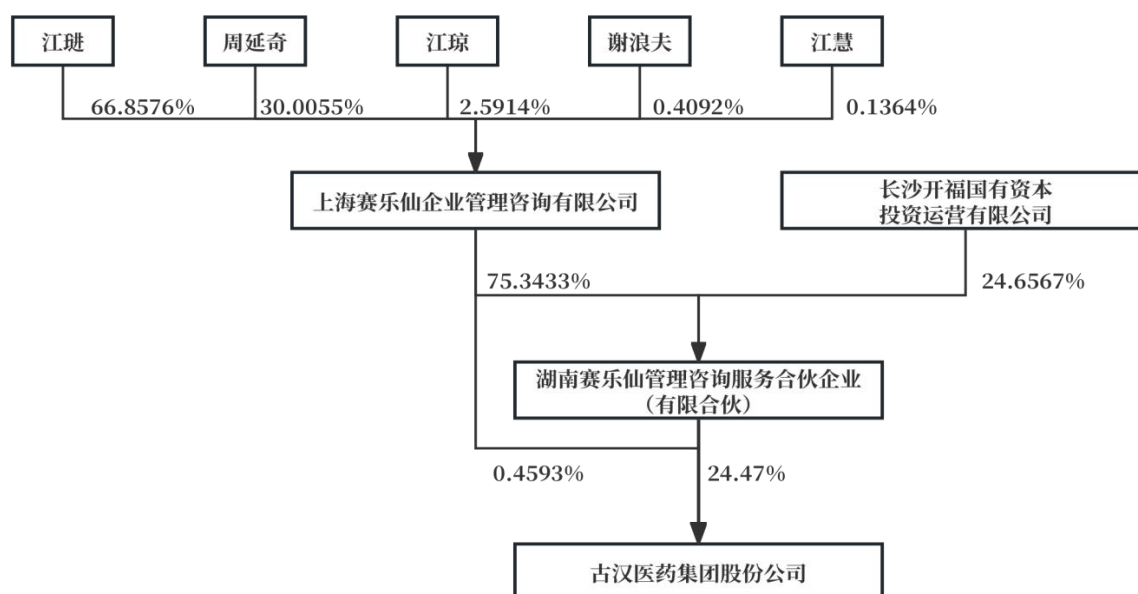 江琎
周延奇
江琼
谢浪夫
江慧
66.8576%
30.0055%
2.5914%
0.4092%
0.1364%
上海赛乐仙企业管理咨询有限公司
长沙开福国有资本
投资运营有限公司
75.3433%
24.6567%
湖南赛乐仙管理咨询服务合伙企业
（有限合伙）
0.4593%
24.47%
古汉医药集团股份公司